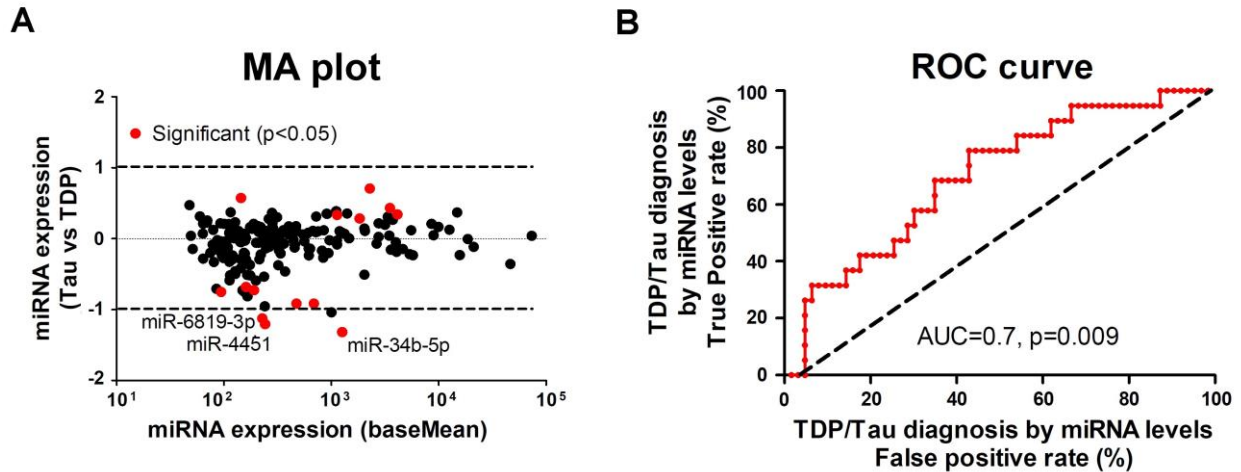 A
MA plot
miRNA expression
(Tau vs TDP)
2
1
0
-1
-2
Significant (p<0.05)
miR-6819-3p
miR-4451
miR-34b-5p
10¹ 10² 10³ 10⁴ 10⁵
miRNA expression (baseMean)
B
ROC curve
TDP/Tau diagnosis
by miRNA levels
True Positive rate (%)
100
80
60
40
20
0
AUC=0.7, p=0.009
0 20 40 60 80 100
TDP/Tau diagnosis by miRNA levels
False positive rate (%)